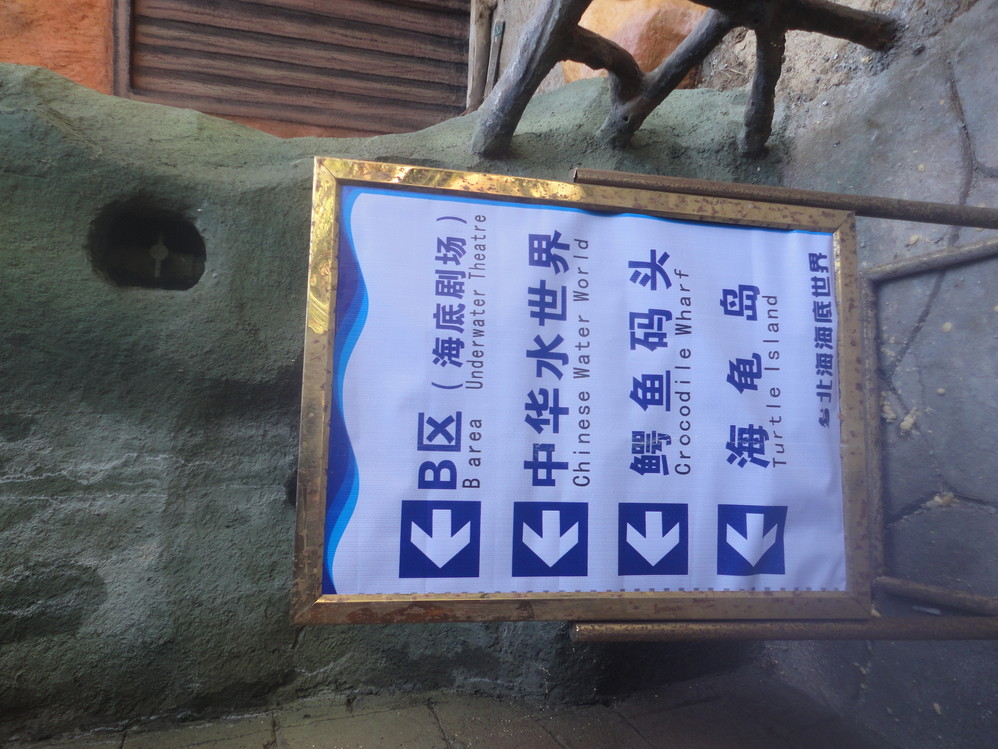 B区（海底剧场）
B area Underwater Theatre
中华水世界
Chinese Water World
鳄鱼码头
Crocodile Wharf
海龟岛
Turtle Island
北海海底世界